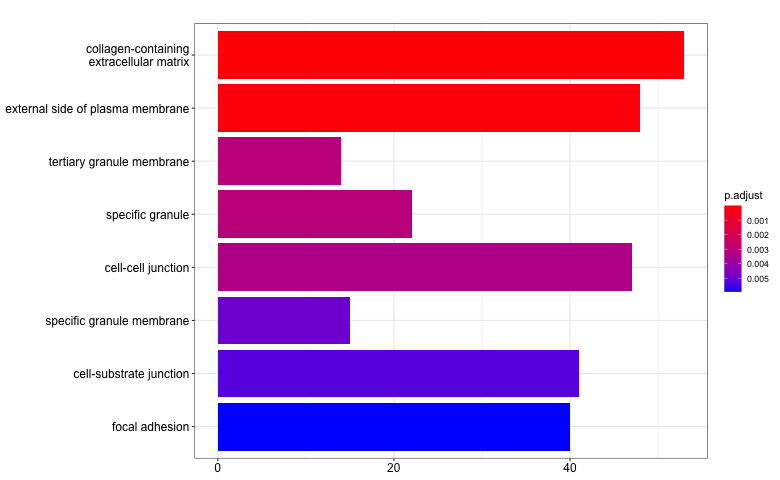 collagen-containing
extracellular matrix
external side of plasma membrane
tertiary granule membrane
specific granule
cell-cell junction
specific granule membrane
cell-substrate junction
focal adhesion
0
20
40
p.adjust
0.001
0.002
0.003
0.004
0.005